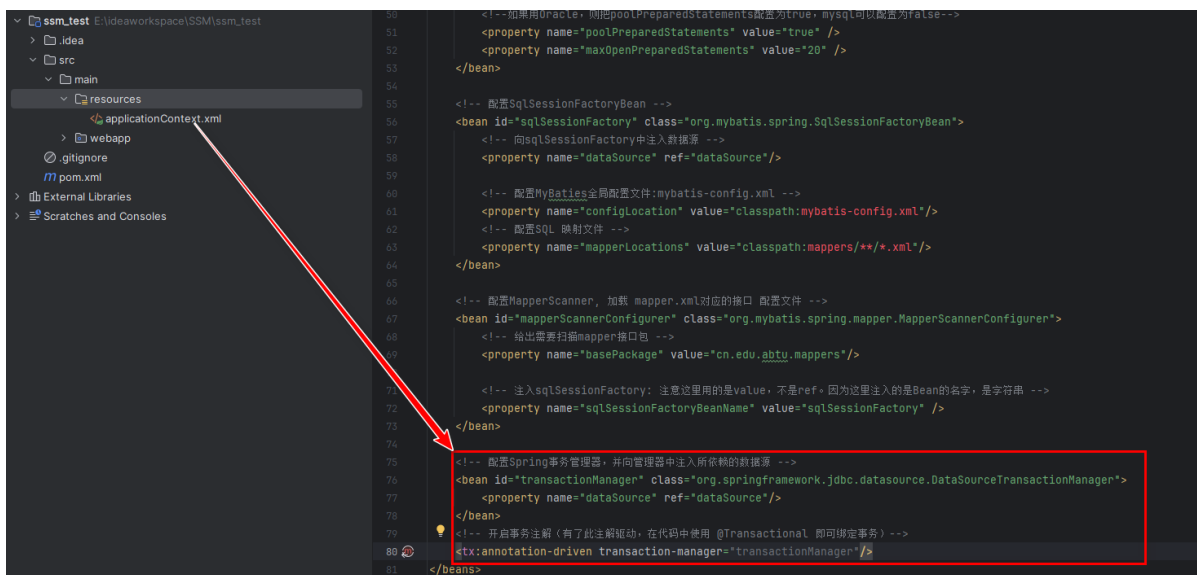 ssm_test E:\ideaworkspace\SSM\ssm_test
.idea
src
main
resources
applicationContext.xml
webapp
.gitignore
pom.xml
External Libraries
Scratches and Consoles
50 <!--如果用Oracle，则把poolPreparedStatements配置为true，mysql可以配置为false-->
51 <property name="poolPreparedStatements" value="true" />
52 <property name="maxOpenPreparedStatements" value="20" />
53 </bean>
54
55 <!-- 配置SqlSessionFactoryBean -->
56 <bean id="sqlSessionFactory" class="org.mybatis.spring.SqlSessionFactoryBean">
57 <!-- 向sqlSessionFactory中注入数据源 -->
58 <property name="dataSource" ref="dataSource"/>
59
60 <!-- 配置MyBaties全局配置文件:mybatis-config.xml -->
61 <property name="configLocation" value="classpath:mybatis-config.xml"/>
62 <!-- 配置SQL 映射文件 -->
63 <property name="mapperLocations" value="classpath:mappers/**/*.xml"/>
64 </bean>
65
66 <!-- 配置MapperScanner, 加载 mapper.xml对应的接口 配置文件 -->
67 <bean id="mapperScannerConfigurer" class="org.mybatis.spring.mapper.MapperScannerConfigurer">
68 <!-- 给出需要扫描mapper接口包 -->
69 <property name="basePackage" value="cn.edu.abtu.mappers"/>
71 <!-- 注入sqlSessionFactory: 注意这里用的是value，不是ref。因为这里注入的是Bean的名字，是字符串 -->
72 <property name="sqlSessionFactoryBeanName" value="sqlSessionFactory" />
73 </bean>
74
75 <!-- 配置Spring事务管理器，并向管理器中注入所依赖的数据源 -->
76 <bean id="transactionManager" class="org.springframework.jdbc.datasource.DataSourceTransactionManager">
77 <property name="dataSource" ref="dataSource"/>
78 </bean>
79 <!-- 开启事务注解（有了此注解驱动，在代码中使用 @Transactional 即可绑定事务）-->
80 <tx:annotation-driven transaction-manager="transactionManager"/>
81 </beans>